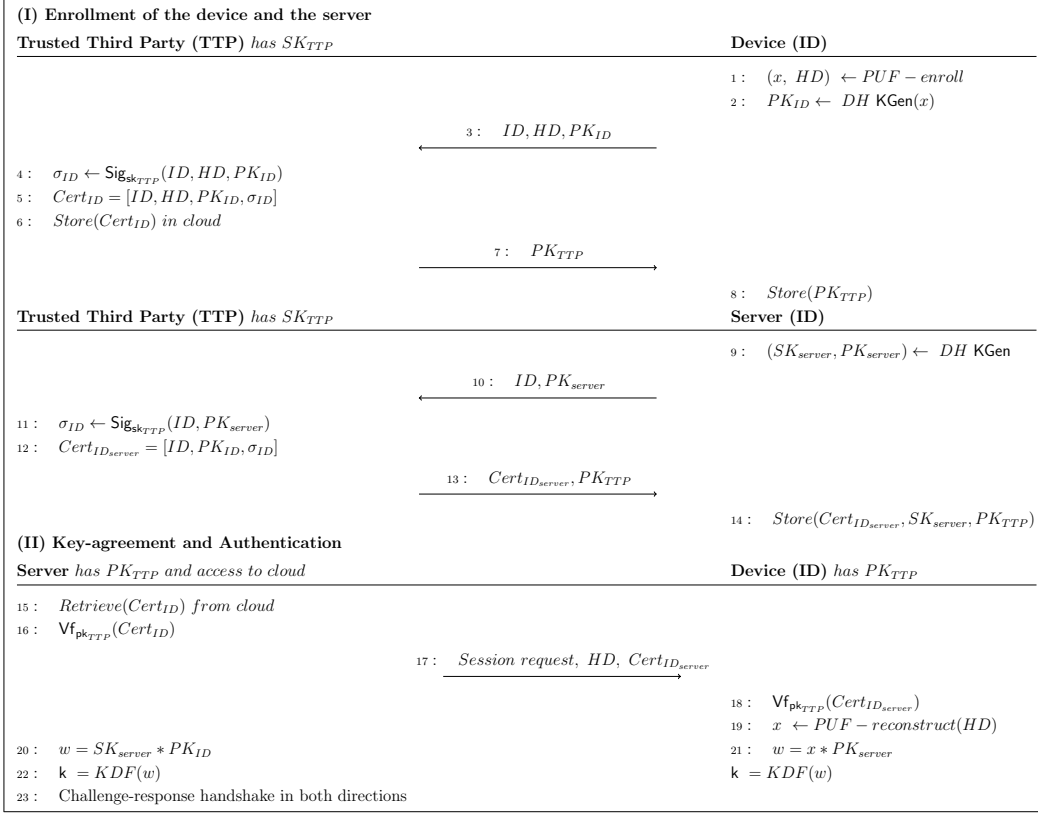 (I) Enrollment of the device and the server
Trusted Third Party (TTP) has SK_TTP Device (ID)
1 : (x, HD) ← PUF − enroll
2 : PK_ID ← DH KGen(x)
3 : ID, HD, PK_ID
4 : σ_ID ← Sig_sk_TTP(ID, HD, PK_ID)
5 : Cert_ID = [ID, HD, PK_ID, σ_ID]
6 : Store(Cert_ID) in cloud
7 : PK_TTP
8 : Store(PK_TTP)
Trusted Third Party (TTP) has SK_TTP Server (ID)
9 : (SK_server, PK_server) ← DH KGen
10 : ID, PK_server
11 : σ_ID ← Sig_sk_TTP(ID, PK_server)
12 : Cert_ID_server = [ID, PK_ID, σ_ID]
13 : Cert_ID_server, PK_TTP
14 : Store(Cert_ID_server, SK_server, PK_TTP)
(II) Key-agreement and Authentication
Server has PK_TTP and access to cloud Device (ID) has PK_TTP
15 : Retrieve(Cert_ID) from cloud
16 : Vf_pk_TTP(Cert_ID)
17 : Session request, HD, Cert_ID_server
18 : Vf_pk_TTP(Cert_ID_server)
19 : x ← PUF − reconstruct(HD)
20 : w = SK_server ∗ PK_ID 21 : w = x ∗ PK_server
22 : k = KDF(w) k = KDF(w)
23 : Challenge-response handshake in both directions